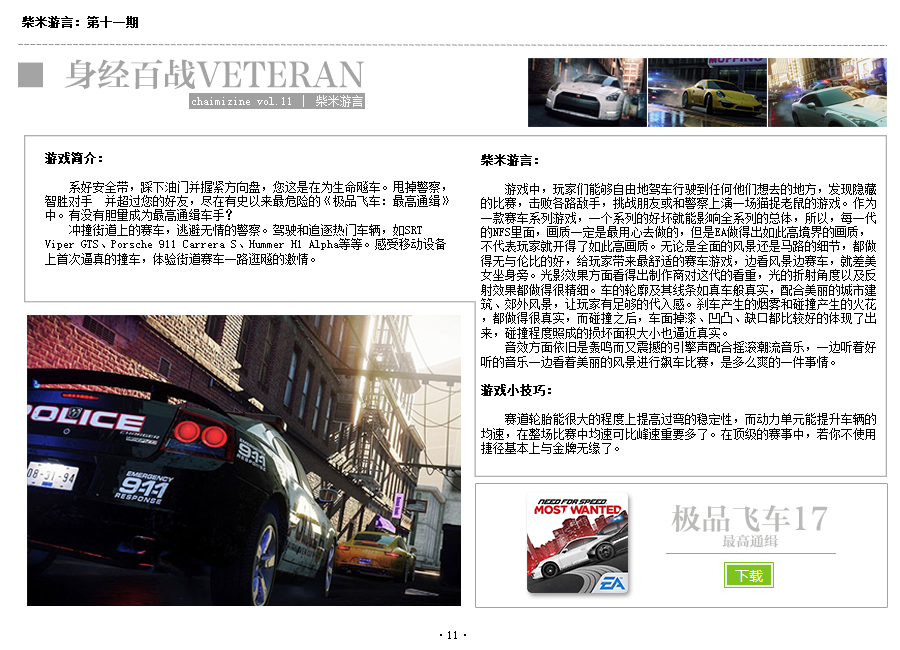 柴米游言：第十一期
身经百战VETERAN
chaimizine vol.11 | 柴米游言
游戏简介：
系好安全带，踩下油门并握紧方向盘，您这是在为生命飚车。甩掉警察，
智胜对手 并超过您的好友，尽在有史以来最危险的《极品飞车：最高通缉》
中。有没有胆量成为最高通缉车手？
冲撞街道上的赛车，逃避无情的警察。驾驶和追逐热门车辆，如SRT
Viper GTS、Porsche 911 Carrera S、Hummer H1 Alpha等等。感受移动设备
上首次逼真的撞车，体验街道赛车一路逛飚的激情。
POLICE
CHARGER
911
EMERGENCY
911
RESPONSE
08-31-94
柴米游言：
游戏中，玩家们能够自由地驾车行驶到任何他们想去的地方，发现隐藏
的比赛，击败各路敌手，挑战朋友或和警察上演一场猫捉老鼠的游戏。作为
一款赛车系列游戏，一个系列的好坏就能影响全系列的总体，所以，每一代
的NFS里面，画质一定是最用心去做的，但是EA做得出如此高境界的画质，
不代表玩家就开得了如此高画质。无论是全面的风景还是马路的细节，都做
得无与伦比的好，给玩家带来最舒适的赛车游戏，边看风景边赛车，就差美
女坐身旁。光影效果方面看得出制作商对这代的看重，光的折射角度以及反
射效果都做得很精细。车的轮廓及其线条如真车般真实，配合美丽的城市建
筑、郊外风景，让玩家有足够的代入感。刹车产生的烟雾和碰撞产生的火花
，都做得很真实，而碰撞之后，车面掉漆、凹凸、缺口都比较好的体现了出
来，碰撞程度照成的损坏面积大小也逼近真实。
音效方面依旧是轰鸣而又震撼的引擎声配合摇滚潮流音乐，一边听着好
听的音乐一边看着美丽的风景进行飙车比赛，是多么爽的一件事情。
游戏小技巧：
赛道轮胎能很大的程度上提高过弯的稳定性，而动力单元能提升车辆的
均速，在整场比赛中均速可比峰速重要多了。在顶级的赛事中，若你不使用
捷径基本上与金牌无缘了。
NEED FOR SPEED
MOST WANTED
EA
极品飞车17
最高通缉
下载
· 11 ·